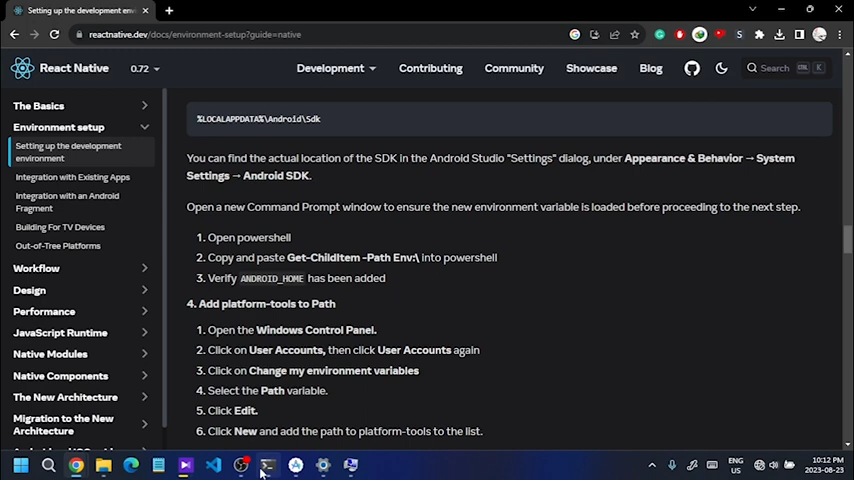 Setting up the development envi
reactnative.dev/docs/environment-setup?guide=native
React Native
0.72
Development
Contributing
Community
Showcase
Blog
Search
CTRL
K
The Basics
Environment setup
Setting up the development
environment
Integration with Existing Apps
Integration with an Android
Fragment
Building For TV Devices
Out-of-Tree Platforms
Workflow
Design
Performance
JavaScript Runtime
Native Modules
Native Components
The New Architecture
Migration to the New
Architecture
%LOCALAPPDATA%\Android\Sdk
You can find the actual location of the SDK in the Android Studio "Settings" dialog, under Appearance & Behavior → System
Settings → Android SDK.
Open a new Command Prompt window to ensure the new environment variable is loaded before proceeding to the next step.
1. Open powershell
2. Copy and paste Get-ChildItem -Path Env:\ into powershell
3. Verify ANDROID_HOME has been added
4. Add platform-tools to Path
1. Open the Windows Control Panel.
2. Click on User Accounts, then click User Accounts again
3. Click on Change my environment variables
4. Select the Path variable.
5. Click Edit.
6. Click New and add the path to platform-tools to the list.
ENG
US
10:12 PM
2023-08-23